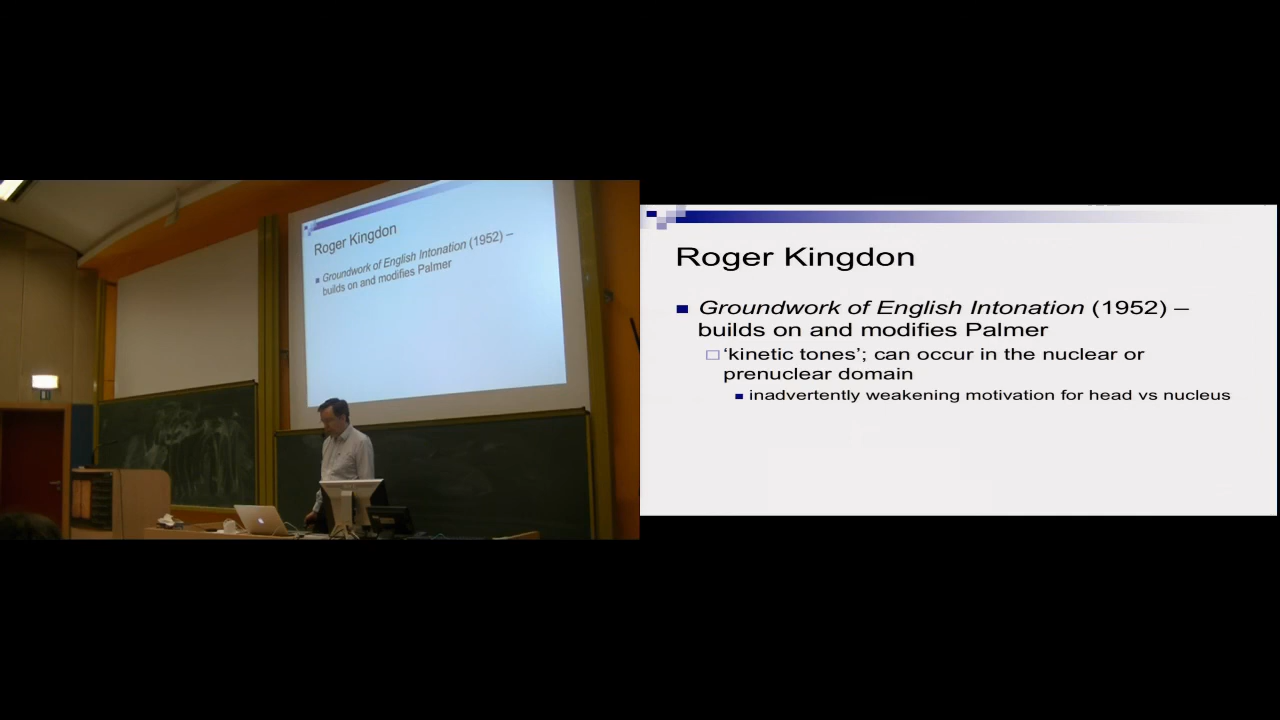 Roger Kingdon
Groundwork of English Intonation (1952) –
builds on and modifies Palmer
Roger Kingdon
Groundwork of English Intonation (1952) –
builds on and modifies Palmer
‘kinetic tones’; can occur in the nuclear or
prenuclear domain
inadvertently weakening motivation for head vs nucleus